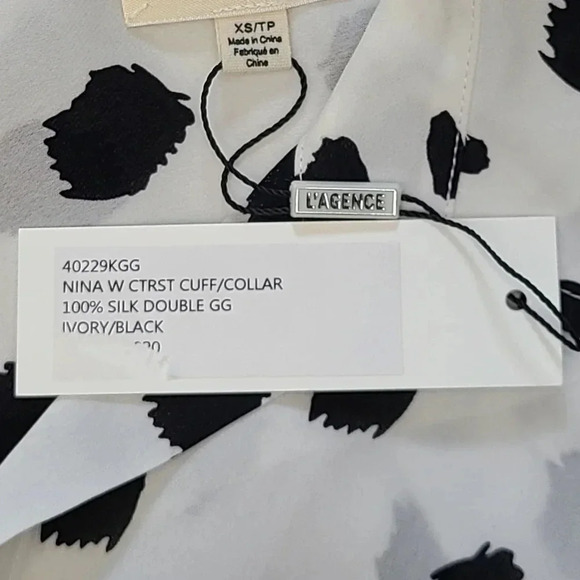 XS/TP
Made in China
Fabriqué en
Chine
L'AGENCE
40229KGG
NINA W CTRST CUFF/COLLAR
100% SILK DOUBLE GG
IVORY/BLACK